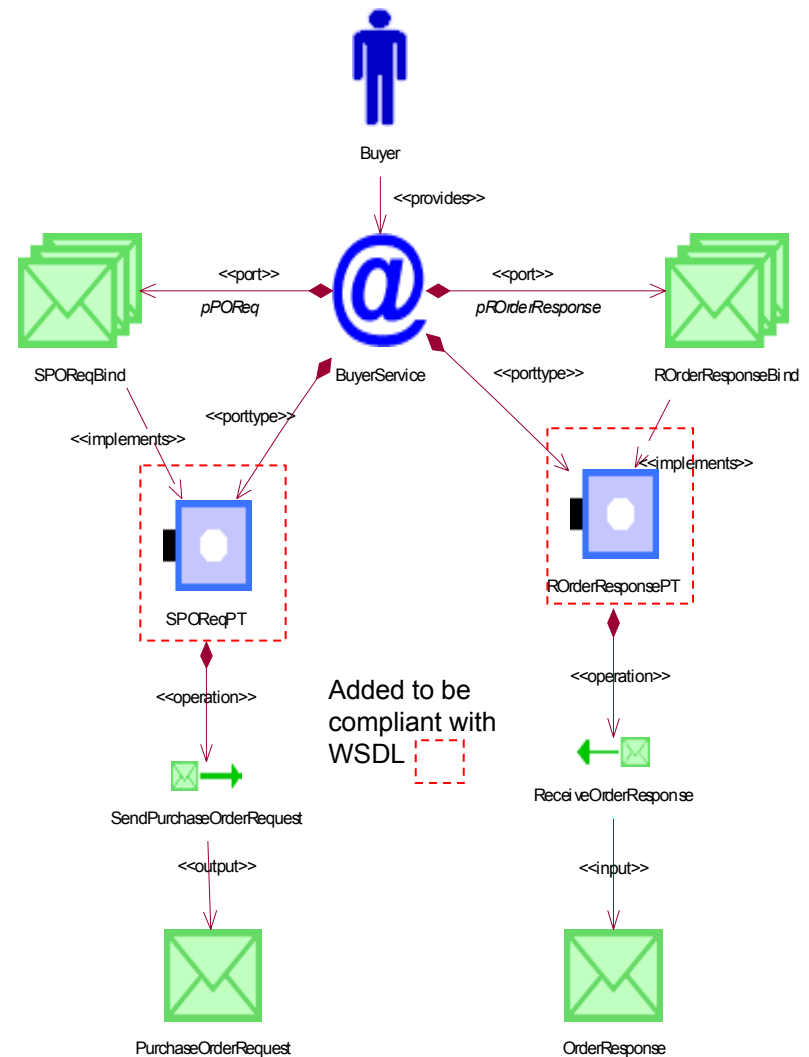 Buyer
<<provides>>
<<port>>
<<port>>
pPOReq
pROrderResponse
SPOReqBind
BuyerService
ROrderResponseBind
<<porttype>>
<<porttype>>
<<implements>>
<<implements>>
SPOReqPT
ROrderResponsePT
<<operation>>
<<operation>>
Added to be
compliant with
WSDL
SendPurchaseOrderRequest
ReceiveOrderResponse
<<output>>
<<input>>
PurchaseOrderRequest
OrderResponse